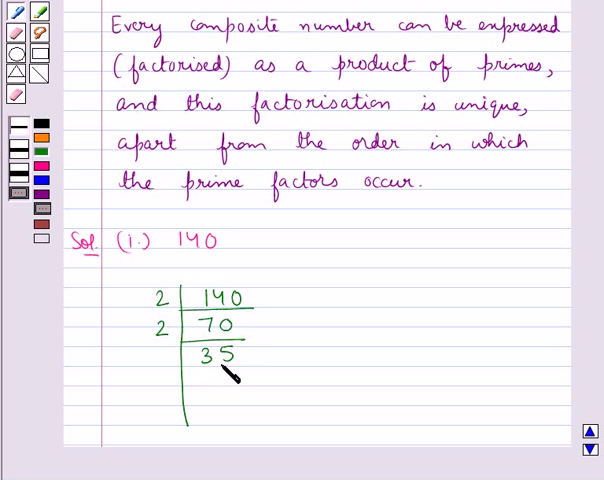 Every composite number can be expressed
(factorised) as a product of primes,
and this factorisation is unique,
apart from the order in which
the prime factors occur.
Sol. (i.) 140
2 140
2 70
35